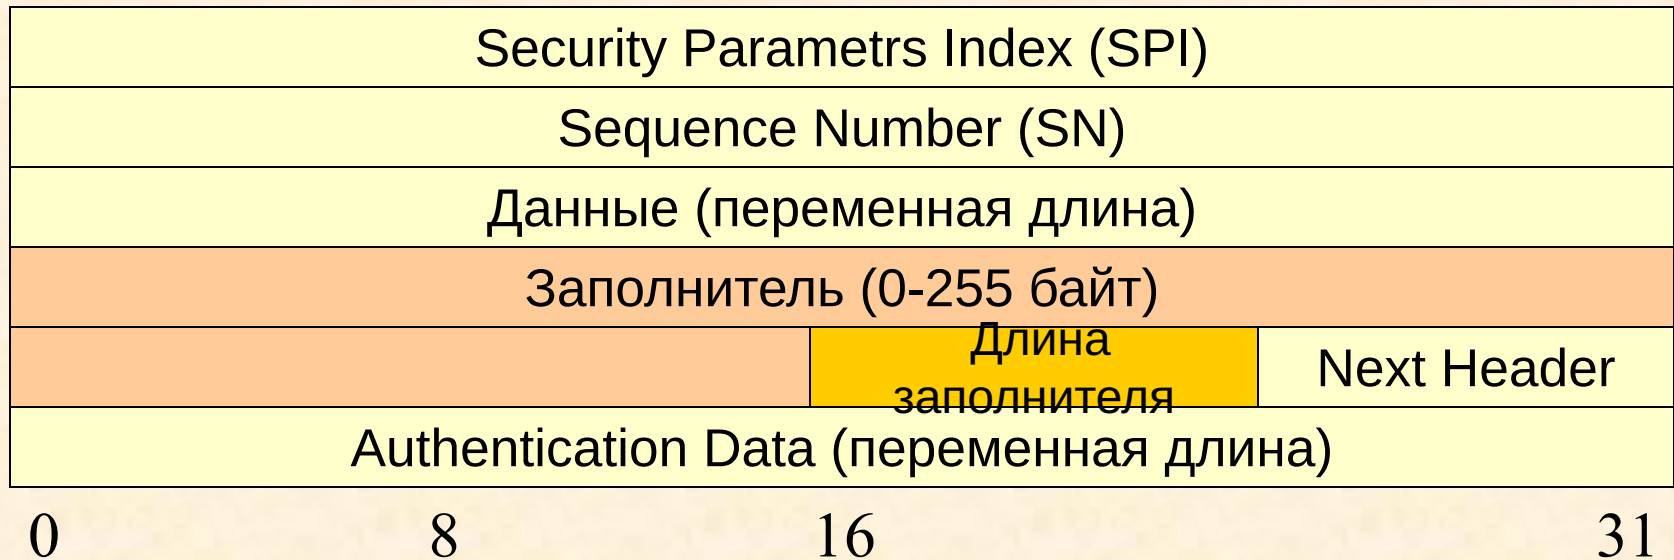 Security Parametrs Index (SPI)
Sequence Number (SN)
Данные (переменная длина)
Заполнитель (0-255 байт)
Длина
заполнителя
Next Header
Authentication Data (переменная длина)
0 8 16 31